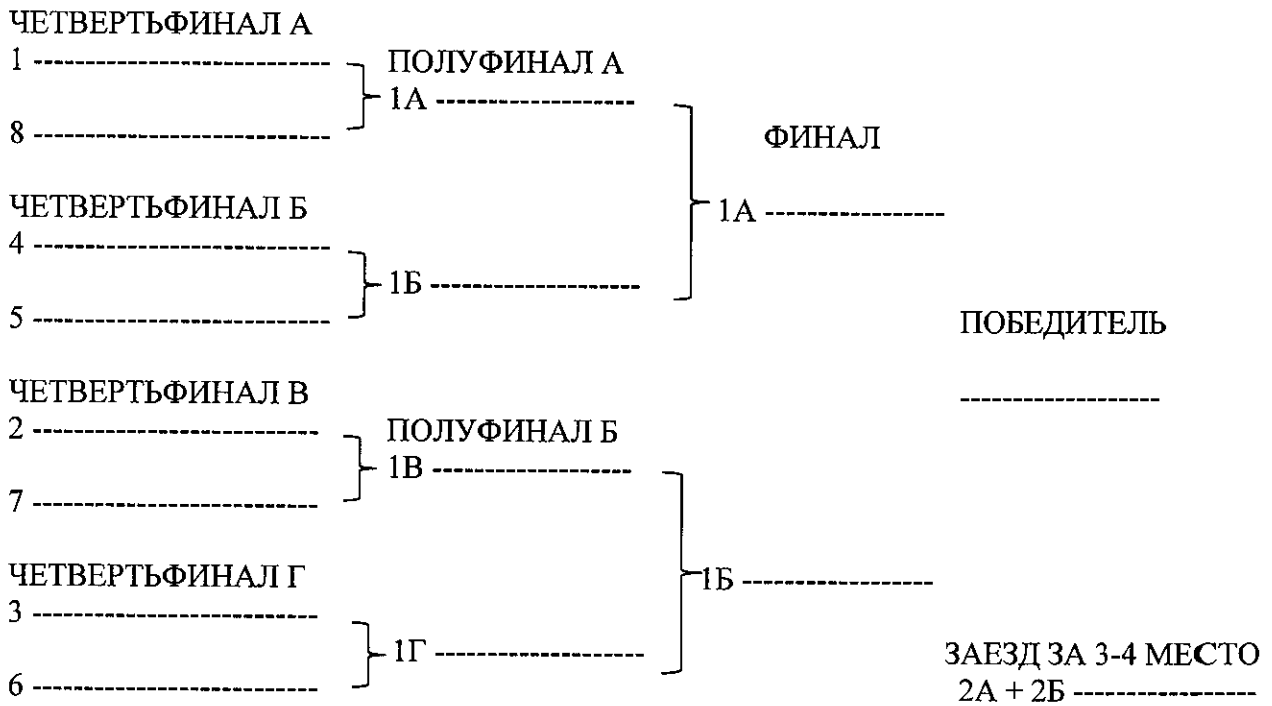 ЧЕТВЕРТЬФИНАЛ А
1 ----------------------------
8 ----------------------------
ПОЛУФИНАЛ А
1А -------------------
ЧЕТВЕРТЬФИНАЛ Б
4 ----------------------------
5 ----------------------------
1Б -------------------
ФИНАЛ
1А -----------------
ПОБЕДИТЕЛЬ
-------------------
ЧЕТВЕРТЬФИНАЛ В
2 ----------------------------
7 ----------------------------
ПОЛУФИНАЛ Б
1В -------------------
ЧЕТВЕРТЬФИНАЛ Г
3 ----------------------------
6 ----------------------------
1Г -------------------
1Б ------------------
ЗАЕЗД ЗА 3-4 МЕСТО
2А + 2Б -----------------